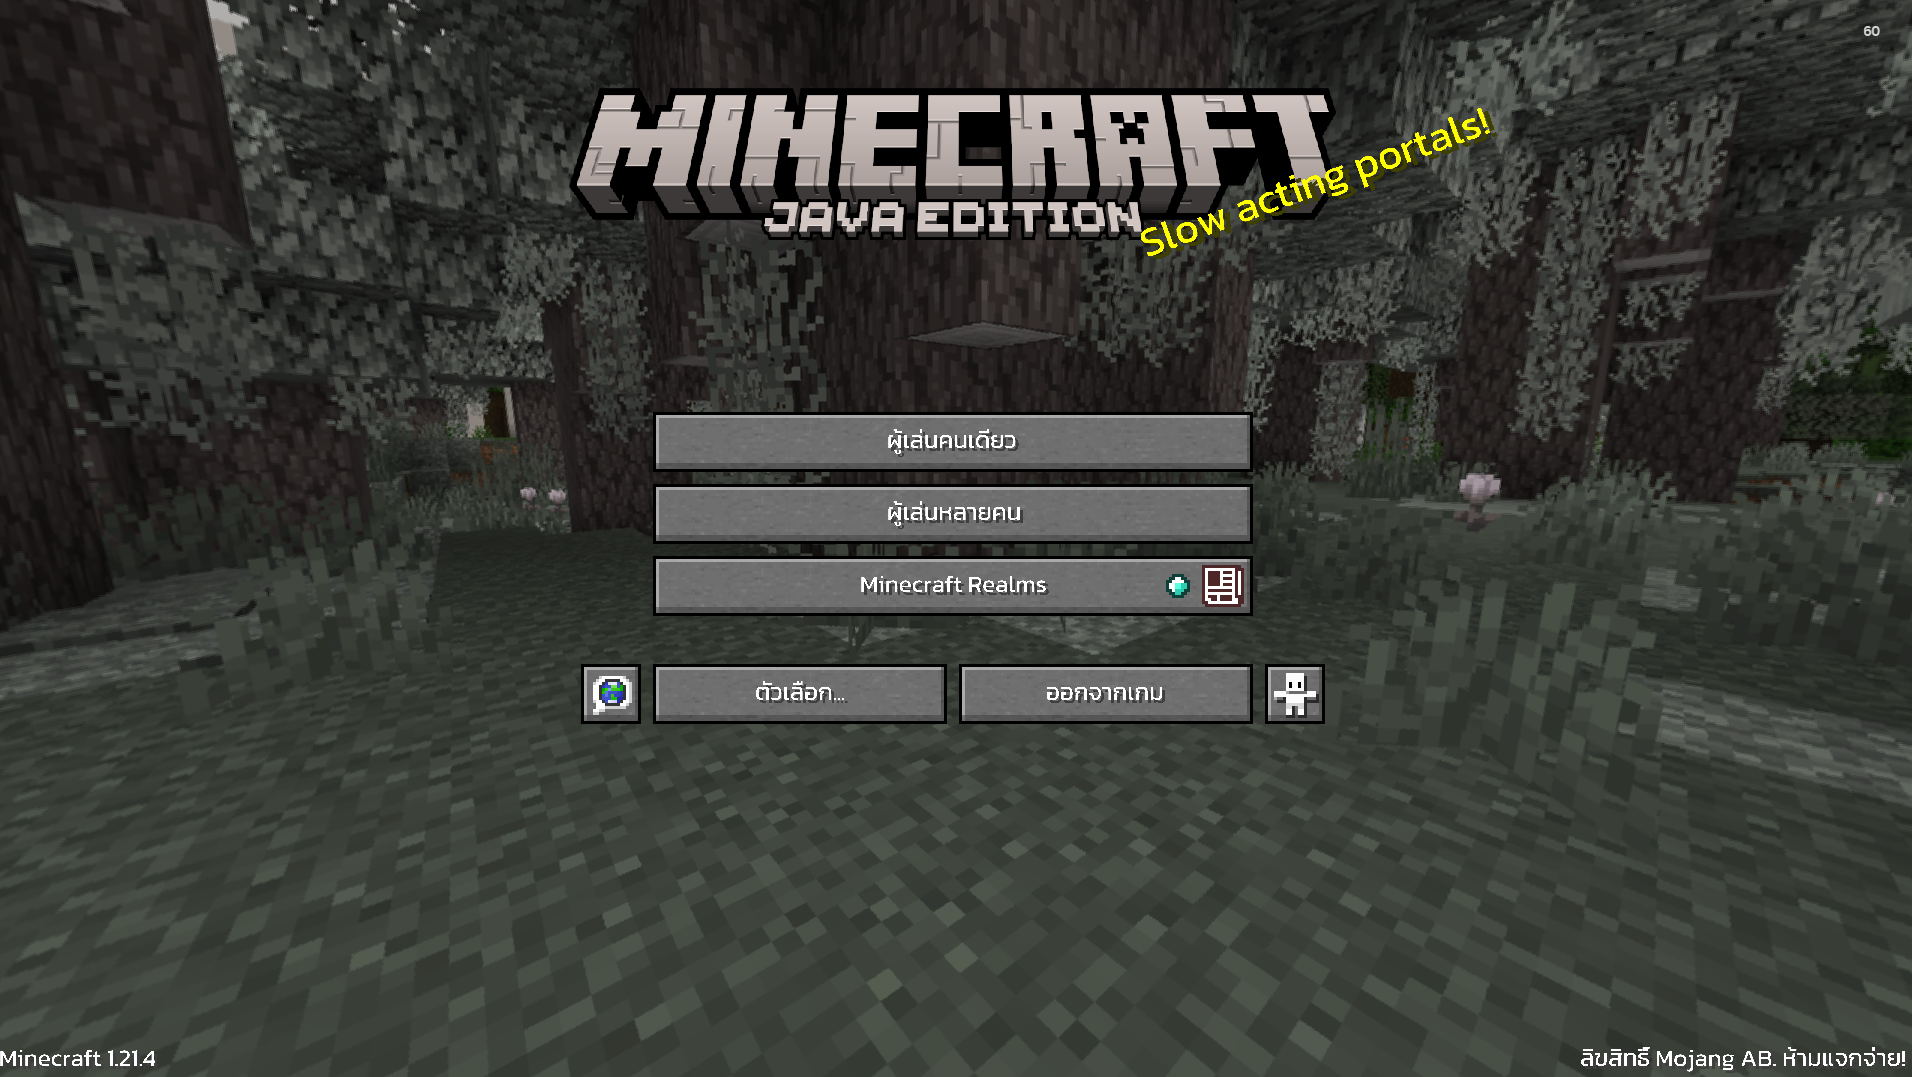 60
MINECRAFT
JAVA EDITION
Slow acting portals!
ผู้เล่นคนเดียว
ผู้เล่นหลายคน
Minecraft Realms
ตัวเลือก...
ออกจากเกม
Minecraft 1.21.4
ลิขสิทธิ์ Mojang AB. ห้ามแจกจ่าย!